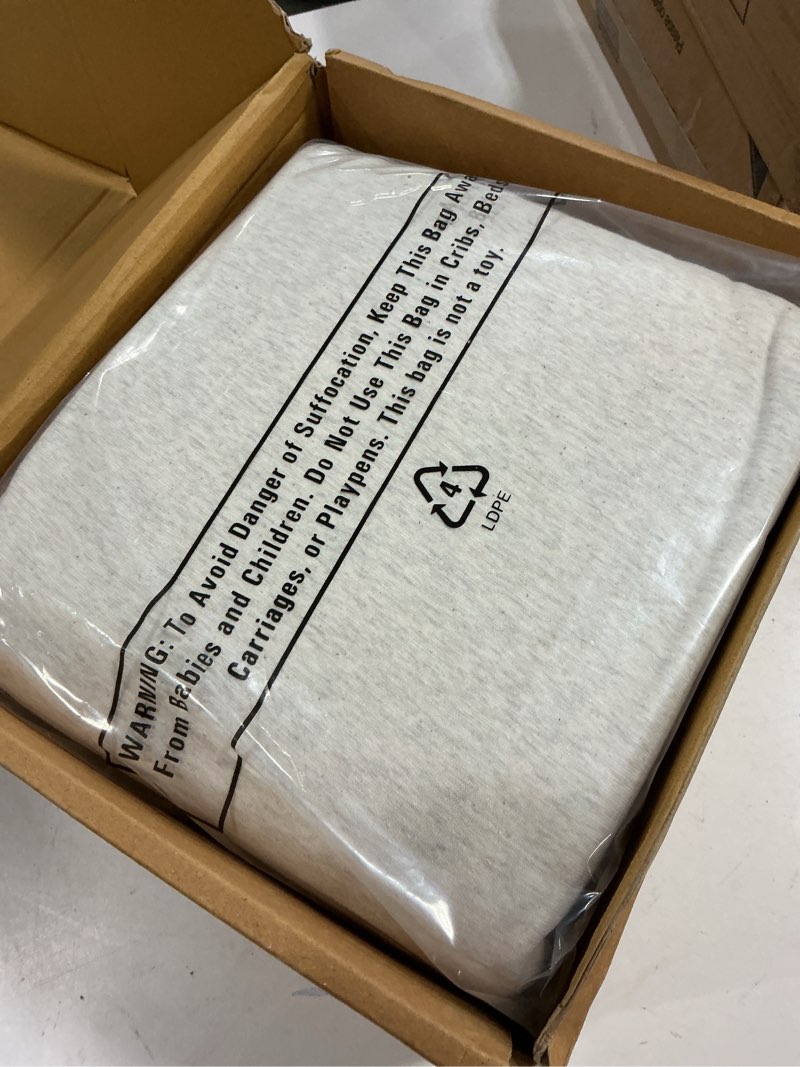 WARNING: To Avoid Danger of Suffocation, Keep This Bag
From Babies and Children. Do Not Use This Bag in Cribs, Beds
Carriages, or Playpens. This bag is not a toy.
4
LDPE